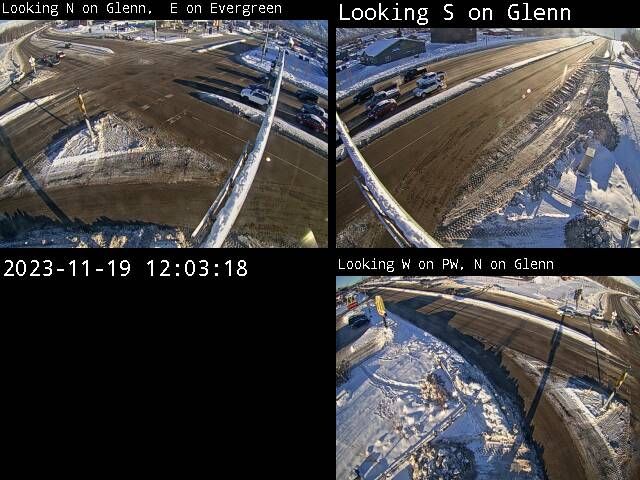 Looking N on Glenn,  E on Evergreen
Looking S on Glenn
2023-11-19 12:03:18
Looking W on PW, N on Glenn